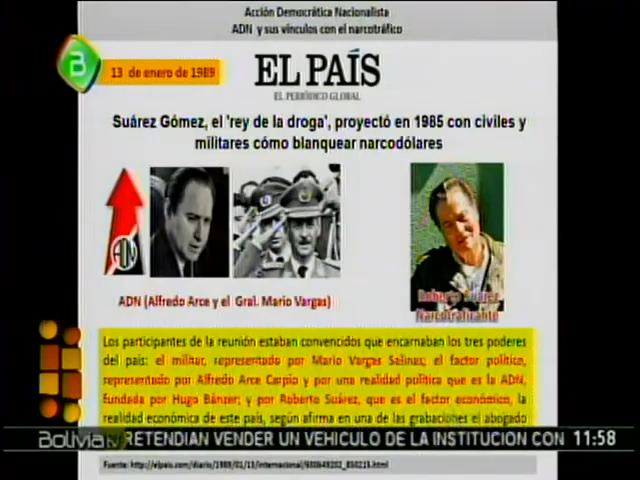 Acción Democrática Nacionalista
ADN y sus vínculos con el narcotráfico
B
13 de enero de 1989
EL PAÍS
EL PERIÓDICO GLOBAL
Suárez Gómez, el 'rey de la droga', proyectó en 1985 con civiles y
militares cómo blanquear narcodólares
ADN
ADN (Alfredo Arce y el Gral. Mario Vargas)
Roberto Suárez
Narcotraficante
Los participantes de la reunión estaban convencidos que encarnaban los tres poderes
del país: el militar, representado por Mario Vargas Salinas; el factor político,
representado por Alfredo Arce Carpio y por una realidad política que es la ADN,
fundada por Hugo Bánzer; y por Roberto Suárez, que es el factor económico, la
realidad económica de este país, según afirma en una de las grabaciones el abogado
Bolivia tv RETENDIAN VENDER UN VEHICULO DE LA INSTITUCION CON 11:58
Fuente: http://elpais.com/diario/1989/01/13/internacional/